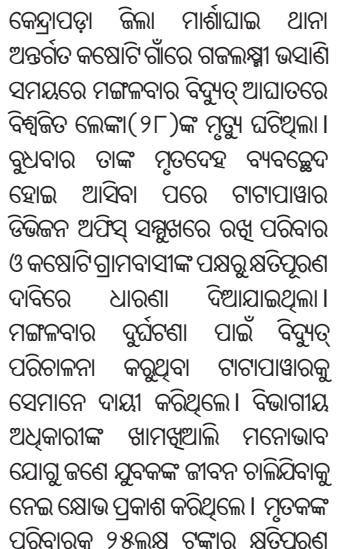 କେନ୍ଦ୍ରାପଡ଼ା ଜିଲା ମାର୍ଶାଘାଇ ଥାନା
ଅନ୍ତର୍ଗତ କଷୋଟି ଗାଁରେ ଗଜଲକ୍ଷ୍ମୀ ଭସାଣି
ସମୟରେ ମଙ୍ଗଳବାର ବିଦ୍ୟୁତ୍ ଆଘାତରେ
ବିଶ୍ୱଜିତ ଲେଙ୍କା(୨୮)ଙ୍କ ମୃତ୍ୟୁ ଘଟିଥିଲା।
ବୁଧବାର ତାଙ୍କ ମୃତଦେହ ବ୍ୟବଚ୍ଛେଦ
ହୋଇ ଆସିବା ପରେ ଟାଟାପାୱାର
ଡିଭିଜନ ଅଫିସ୍ ସମ୍ମୁଖରେ ରଖି ପରିବାର
ଓ କଷୋଟିଗ୍ରାମବାସୀଙ୍କ ପକ୍ଷରୁ କ୍ଷତିପୂରଣ
ଦାବିରେ ଧାରଣା ଦିଆଯାଇଥିଲା।
ମଙ୍ଗଳବାର ଦୁର୍ଘଟଣା ପାଇଁ ବିଦ୍ୟୁତ୍
ପରିଚାଳନା କରୁଥିବା ଟାଟାପାୱାରକୁ
ସେମାନେ ଦାୟୀ କରିଥିଲେ। ବିଭାଗୀୟ
ଅଧିକାରୀଙ୍କ ଖାମଖିଆଲି ମନୋଭାବ
ଯୋଗୁ ଜଣେ ଯୁବକଙ୍କ ଜୀବନ ଚାଲିଯିବାକୁ
ନେଇ କ୍ଷୋଭ ପ୍ରକାଶ କରିଥିଲେ। ମୃତକଙ୍କ
ପରିବାରକୁ ୨୫ଲକ୍ଷ ଟଙ୍କାର କ୍ଷତିପୂରଣ